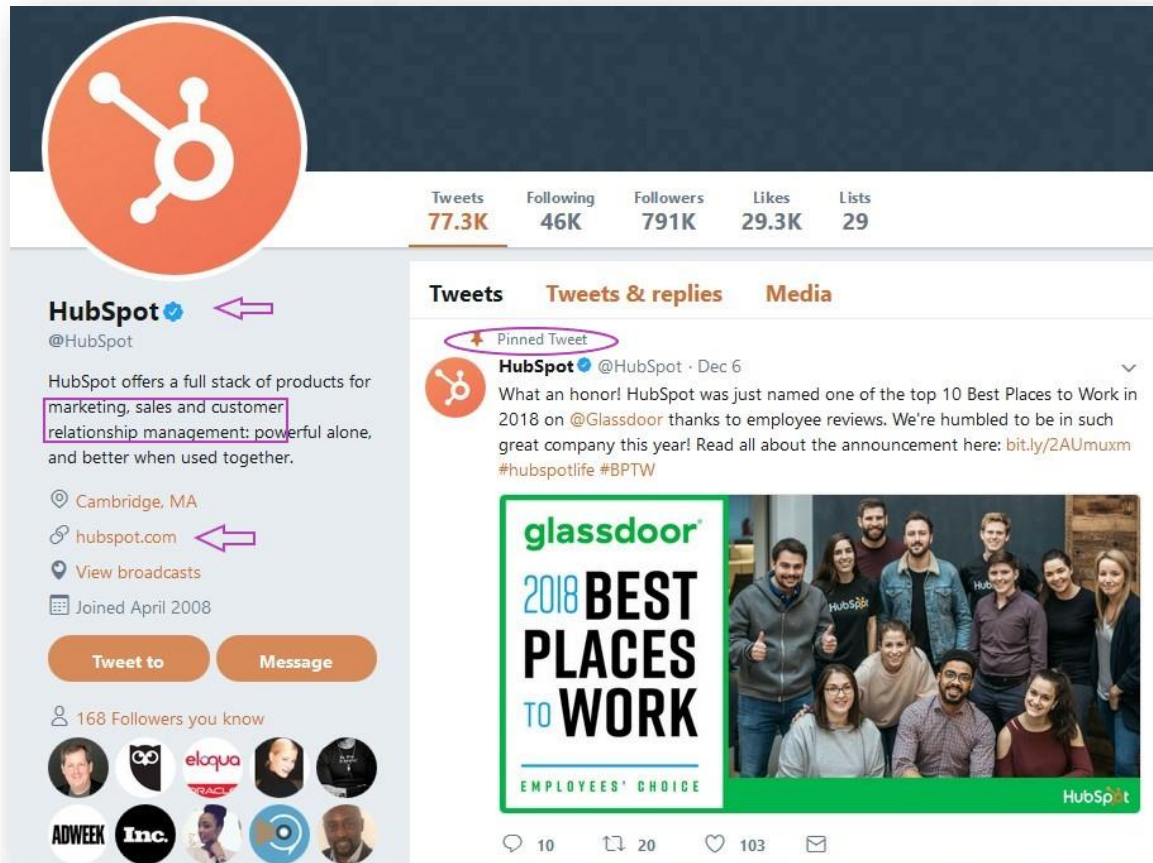 Tweets Following Followers Likes Lists
77.3K 46K 791K 29.3K 29
HubSpot
@HubSpot
HubSpot offers a full stack of products for
marketing, sales and customer
relationship management: powerful alone,
and better when used together.
Cambridge, MA
hubspot.com
View broadcasts
Joined April 2008
Tweet to Message
168 Followers you know
eloqua
ORACLE
ADWEEK Inc.
Tweets Tweets & replies Media
Pinned Tweet
HubSpot @HubSpot · Dec 6
What an honor! HubSpot was just named one of the top 10 Best Places to Work in
2018 on @Glassdoor thanks to employee reviews. We're humbled to be in such
great company this year! Read all about the announcement here: bit.ly/2AUmuxm
#hubspotlife #BPTW
glassdoor
2018 BEST
PLACES
TO WORK
EMPLOYEES' CHOICE
HubSpot
HubSpot
10 20 103